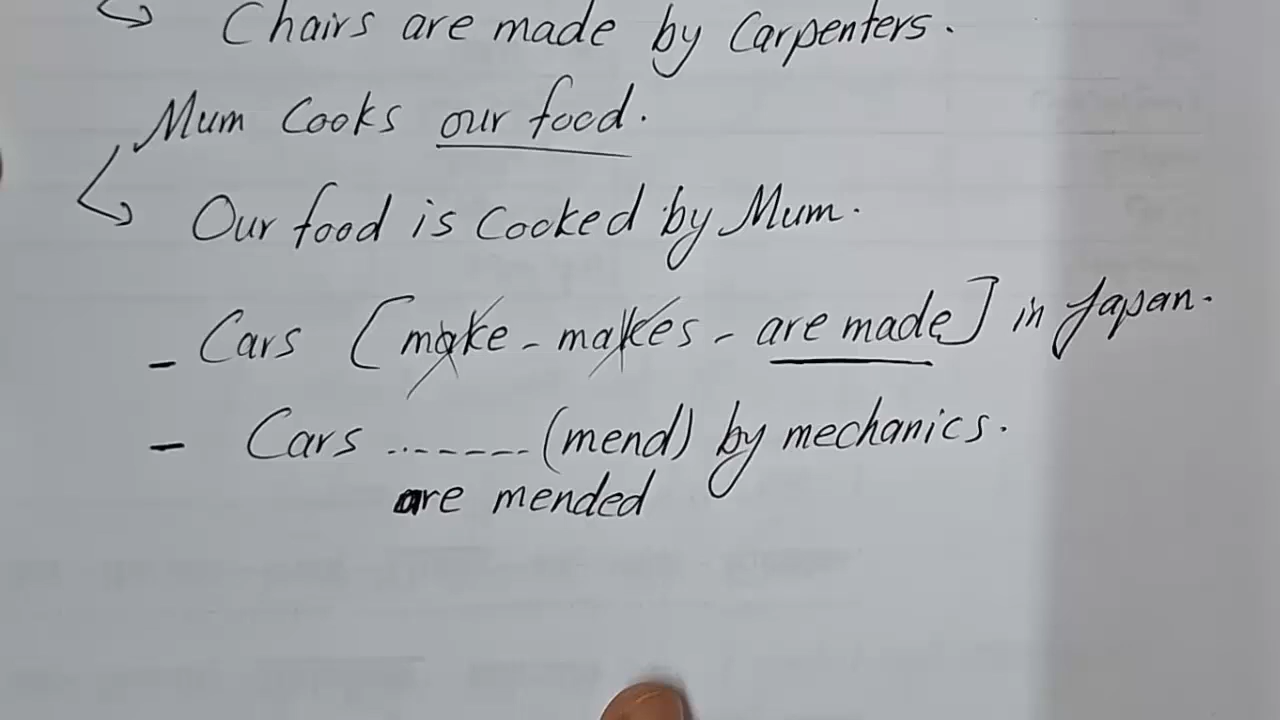 ↳ Chairs are made by Carpenters.
Mum Cooks our food.
↳ Our food is Cooked by Mum.
- Cars [make - makes - are made] in Japan.
- Cars ....... (mend) by mechanics.
are mended